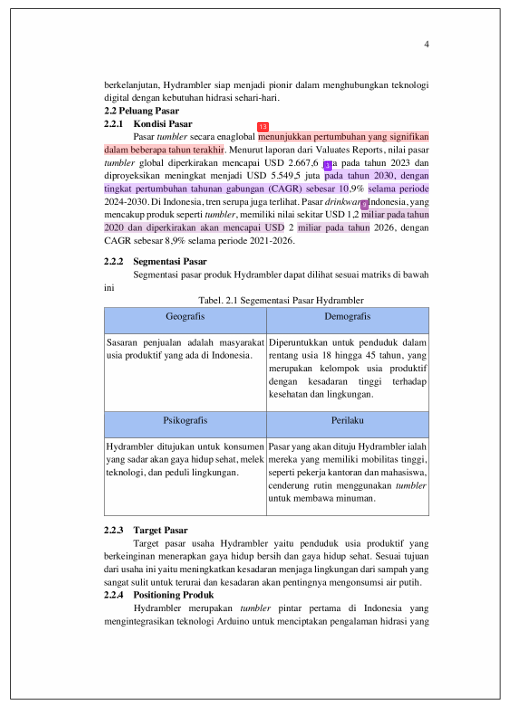 4
berkelanjutan, Hydrambler siap menjadi pionir dalam menghubungkan teknologi
digital dengan kebutuhan hidrasi sehari-hari.
2.2 Peluang Pasar
2.2.1 Kondisi Pasar
13
Pasar tumbler secara enaglobal menunjukkan pertumbuhan yang signifikan
dalam beberapa tahun terakhir. Menurut laporan dari Valuates Reports, nilai pasar
tumbler global diperkirakan mencapai USD 2.667,6 juta pada tahun 2023 dan
diproyeksikan meningkat menjadi USD 5.549,5 juta pada tahun 2030, dengan
tingkat pertumbuhan tahunan gabungan (CAGR) sebesar 10,9% selama periode
2024-2030. Di Indonesia, tren serupa juga terlihat. Pasar drinkware Indonesia, yang
mencakup produk seperti tumbler, memiliki nilai sekitar USD 1,2 miliar pada tahun
2020 dan diperkirakan akan mencapai USD 2 miliar pada tahun 2026, dengan
CAGR sebesar 8,9% selama periode 2021-2026.
2.2.2 Segmentasi Pasar
Segmentasi pasar produk Hydrambler dapat dilihat sesuai matriks di bawah
ini
Tabel. 2.1 Segementasi Pasar Hydrambler
Geografis
Sasaran penjualan adalah masyarakat
usia produktif yang ada di Indonesia.
Demografis
Diperuntukkan untuk penduduk dalam
rentang usia 18 hingga 45 tahun, yang
merupakan kelompok usia produktif
dengan kesadaran tinggi terhadap
kesehatan dan lingkungan.
Psikografis
Hydrambler ditujukan untuk konsumen
yang sadar akan gaya hidup sehat, melek
teknologi, dan peduli lingkungan.
Perilaku
Pasar yang akan dituju Hydrambler ialah
mereka yang memiliki mobilitas tinggi,
seperti pekerja kantoran dan mahasiswa,
cenderung rutin menggunakan tumbler
untuk membawa minuman.
2.2.3 Target Pasar
Target pasar usaha Hydrambler yaitu penduduk usia produktif yang
berkeinginan menerapkan gaya hidup bersih dan gaya hidup sehat. Sesuai tujuan
dari usaha ini yaitu meningkatkan kesadaran menjaga lingkungan dari sampah yang
sangat sulit untuk terurai dan kesadaran akan pentingnya mengonsumsi air putih.
2.2.4 Positioning Produk
Hydrambler merupakan tumbler pintar pertama di Indonesia yang
mengintegrasikan teknologi Arduino untuk menciptakan pengalaman hidrasi yang